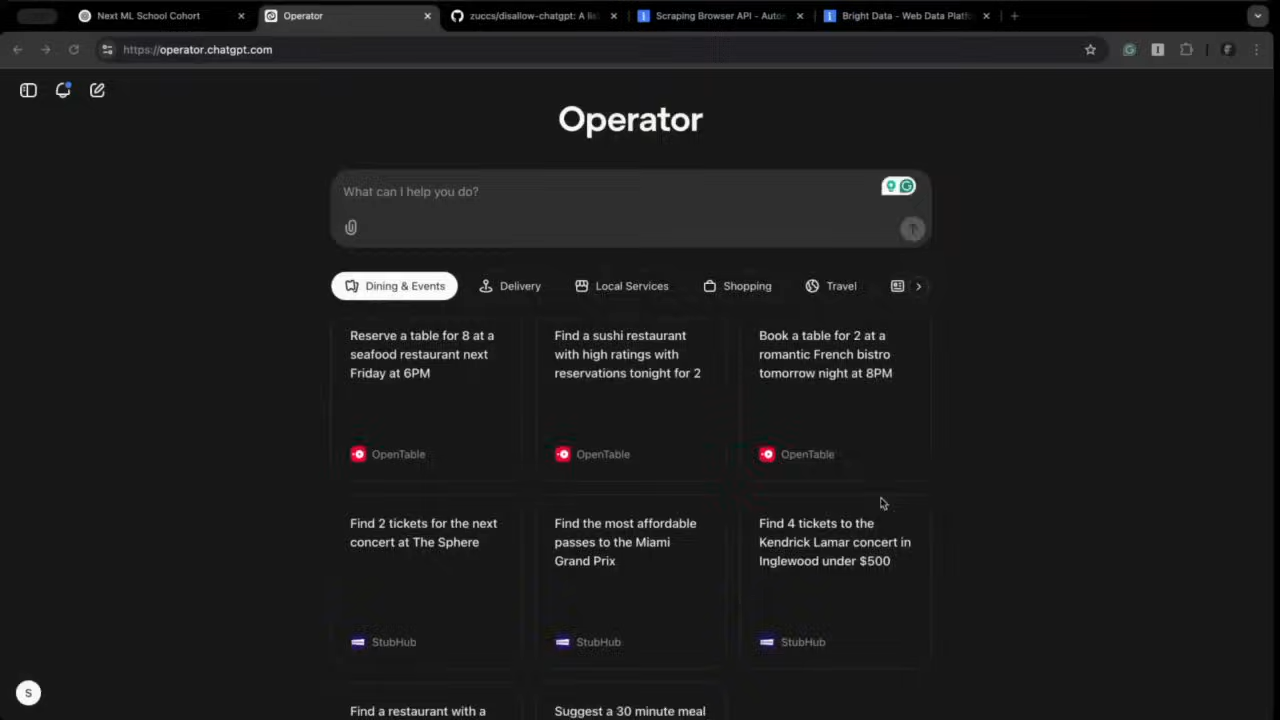 Next ML School Cohort
Operator
zuccs/disallow-chatgpt: A lis
Scraping Browser API - Auto
Bright Data - Web Data Platf
https://operator.chatgpt.com
Operator
What can I help you do?
Dining & Events
Delivery
Local Services
Shopping
Travel
Reserve a table for 8 at a
seafood restaurant next
Friday at 6PM
OpenTable
Find a sushi restaurant
with high ratings with
reservations tonight for 2
OpenTable
Book a table for 2 at a
romantic French bistro
tomorrow night at 8PM
OpenTable
Find 2 tickets for the next
concert at The Sphere
StubHub
Find the most affordable
passes to the Miami
Grand Prix
StubHub
Find 4 tickets to the
Kendrick Lamar concert in
Inglewood under $500
StubHub
Find a restaurant with a
Suggest a 30 minute meal
S